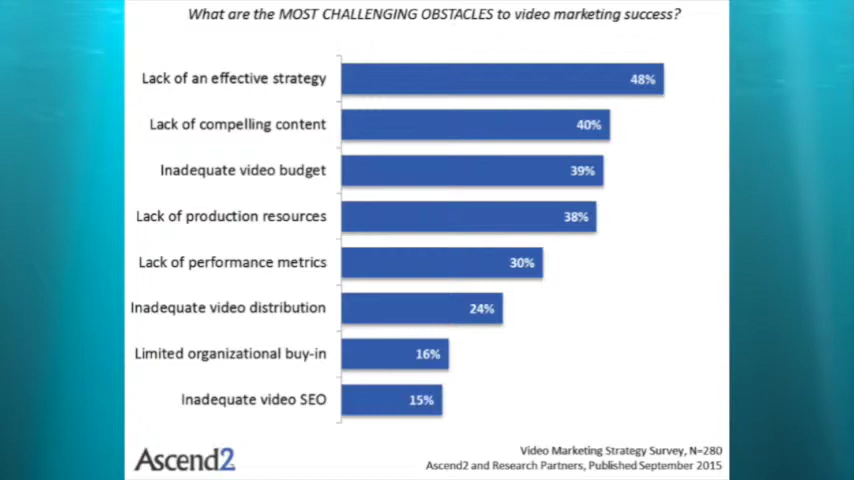 What are the MOST CHALLENGING OBSTACLES to video marketing success?
Lack of an effective strategy 48%
Lack of compelling content 40%
Inadequate video budget 39%
Lack of production resources 38%
Lack of performance metrics 30%
Inadequate video distribution 24%
Limited organizational buy-in 16%
Inadequate video SEO 15%
Ascend2
Video Marketing Strategy Survey, N=280
Ascend2 and Research Partners, Published September 2015